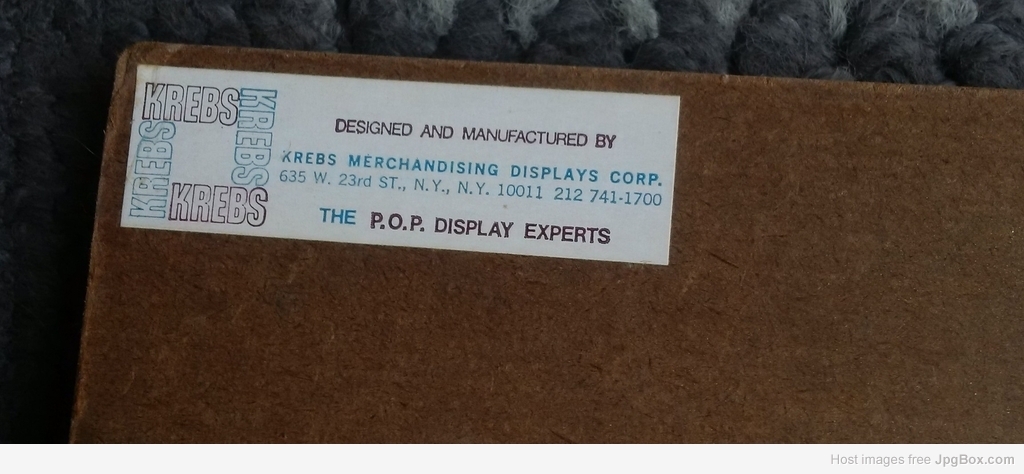 KREBS
KREBS
KREBS
KREBS
DESIGNED AND MANUFACTURED BY
KREBS MERCHANDISING DISPLAYS CORP.
635 W. 23rd ST., N.Y., N.Y. 10011 212 741-1700
THE P.O.P. DISPLAY EXPERTS
Host images free JpgBox.com